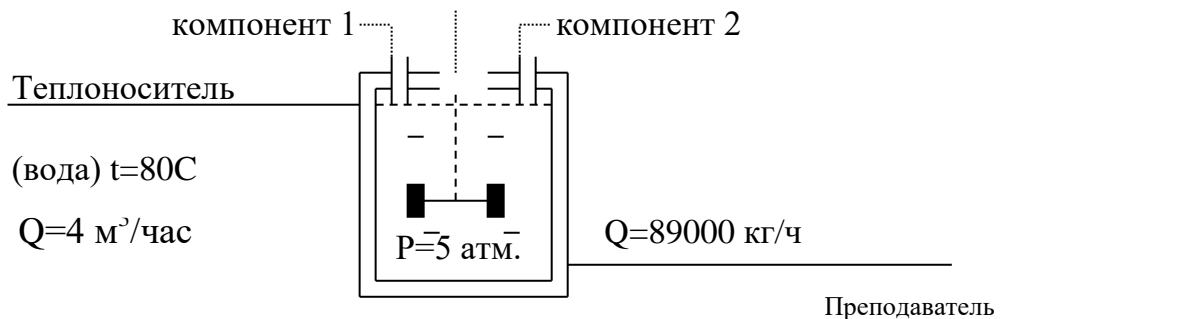 компонент 1
компонент 2
Теплоноситель
(вода) t=80C
Q=4 м³/час
P=5 атм.
Q=89000 кг/ч
Преподаватель